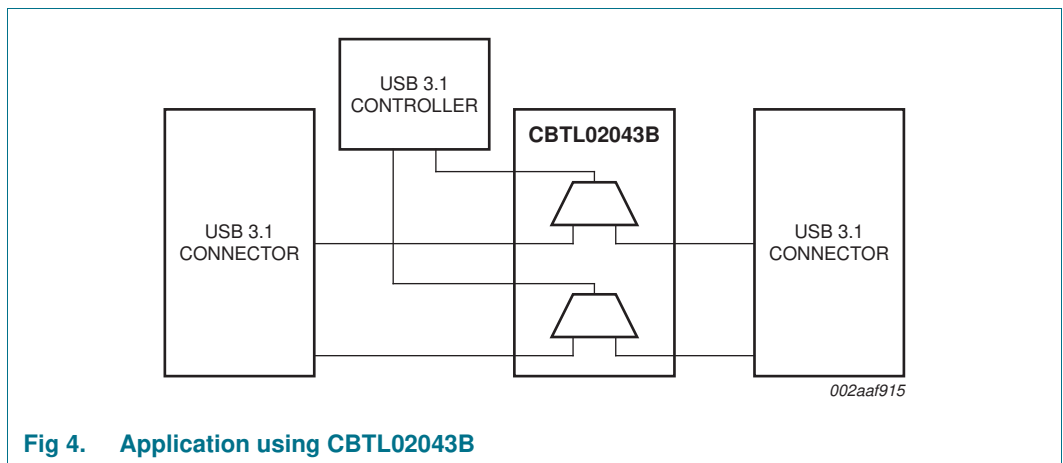 USB 3.1
CONTROLLER
CBTL02043B
USB 3.1
CONNECTOR
USB 3.1
CONNECTOR
002aaf915
Fig 4. Application using CBTL02043B